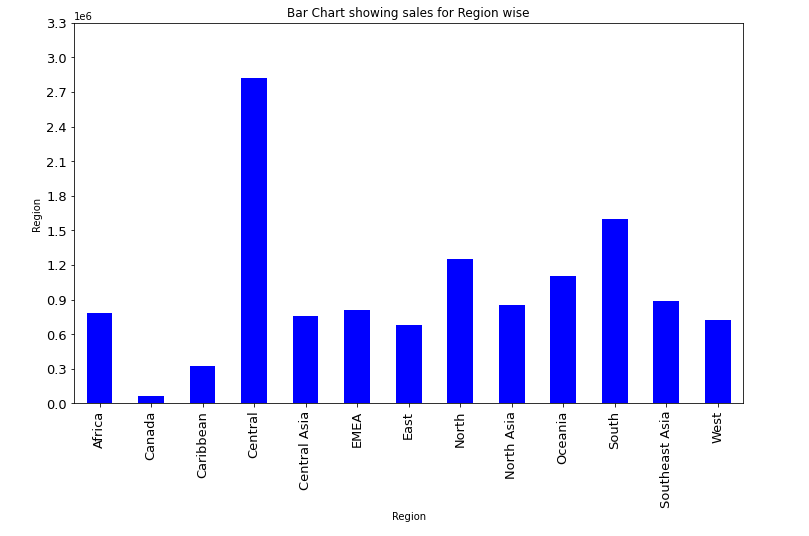 Bar Chart showing sales for Region wise
1e6
3.3
3.0
2.7
2.4
2.1
1.8
1.5
1.2
0.9
0.6
0.3
0.0
Region
Africa
Canada
Caribbean
Central
Central Asia
EMEA
East
North
North Asia
Oceania
South
Southeast Asia
West
Region